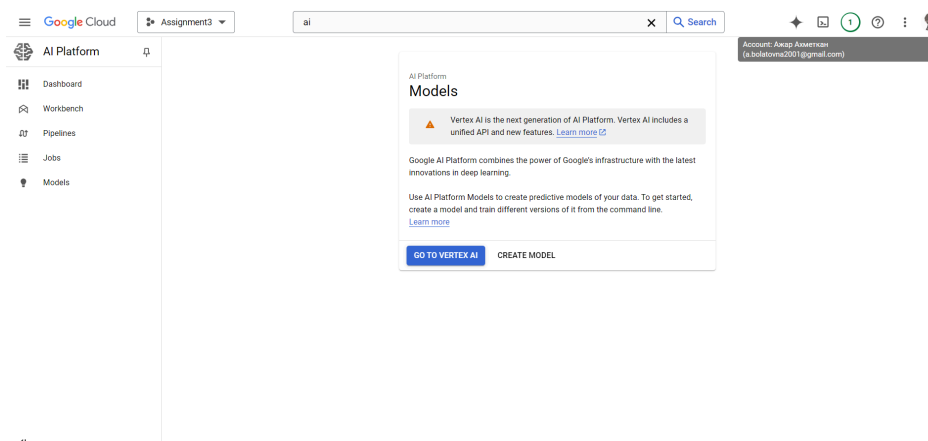 Google Cloud
Assignment3
ai
Search
1
Account: Ажар Ахметкан
(a.bolatovna2001@gmail.com)
AI Platform
Dashboard
Workbench
Pipelines
Jobs
Models
AI Platform
Models
Vertex AI is the next generation of AI Platform. Vertex AI includes a
unified API and new features. Learn more
Google AI Platform combines the power of Google's infrastructure with the latest
innovations in deep learning.
Use AI Platform Models to create predictive models of your data. To get started,
create a model and train different versions of it from the command line.
Learn more
GO TO VERTEX AI
CREATE MODEL